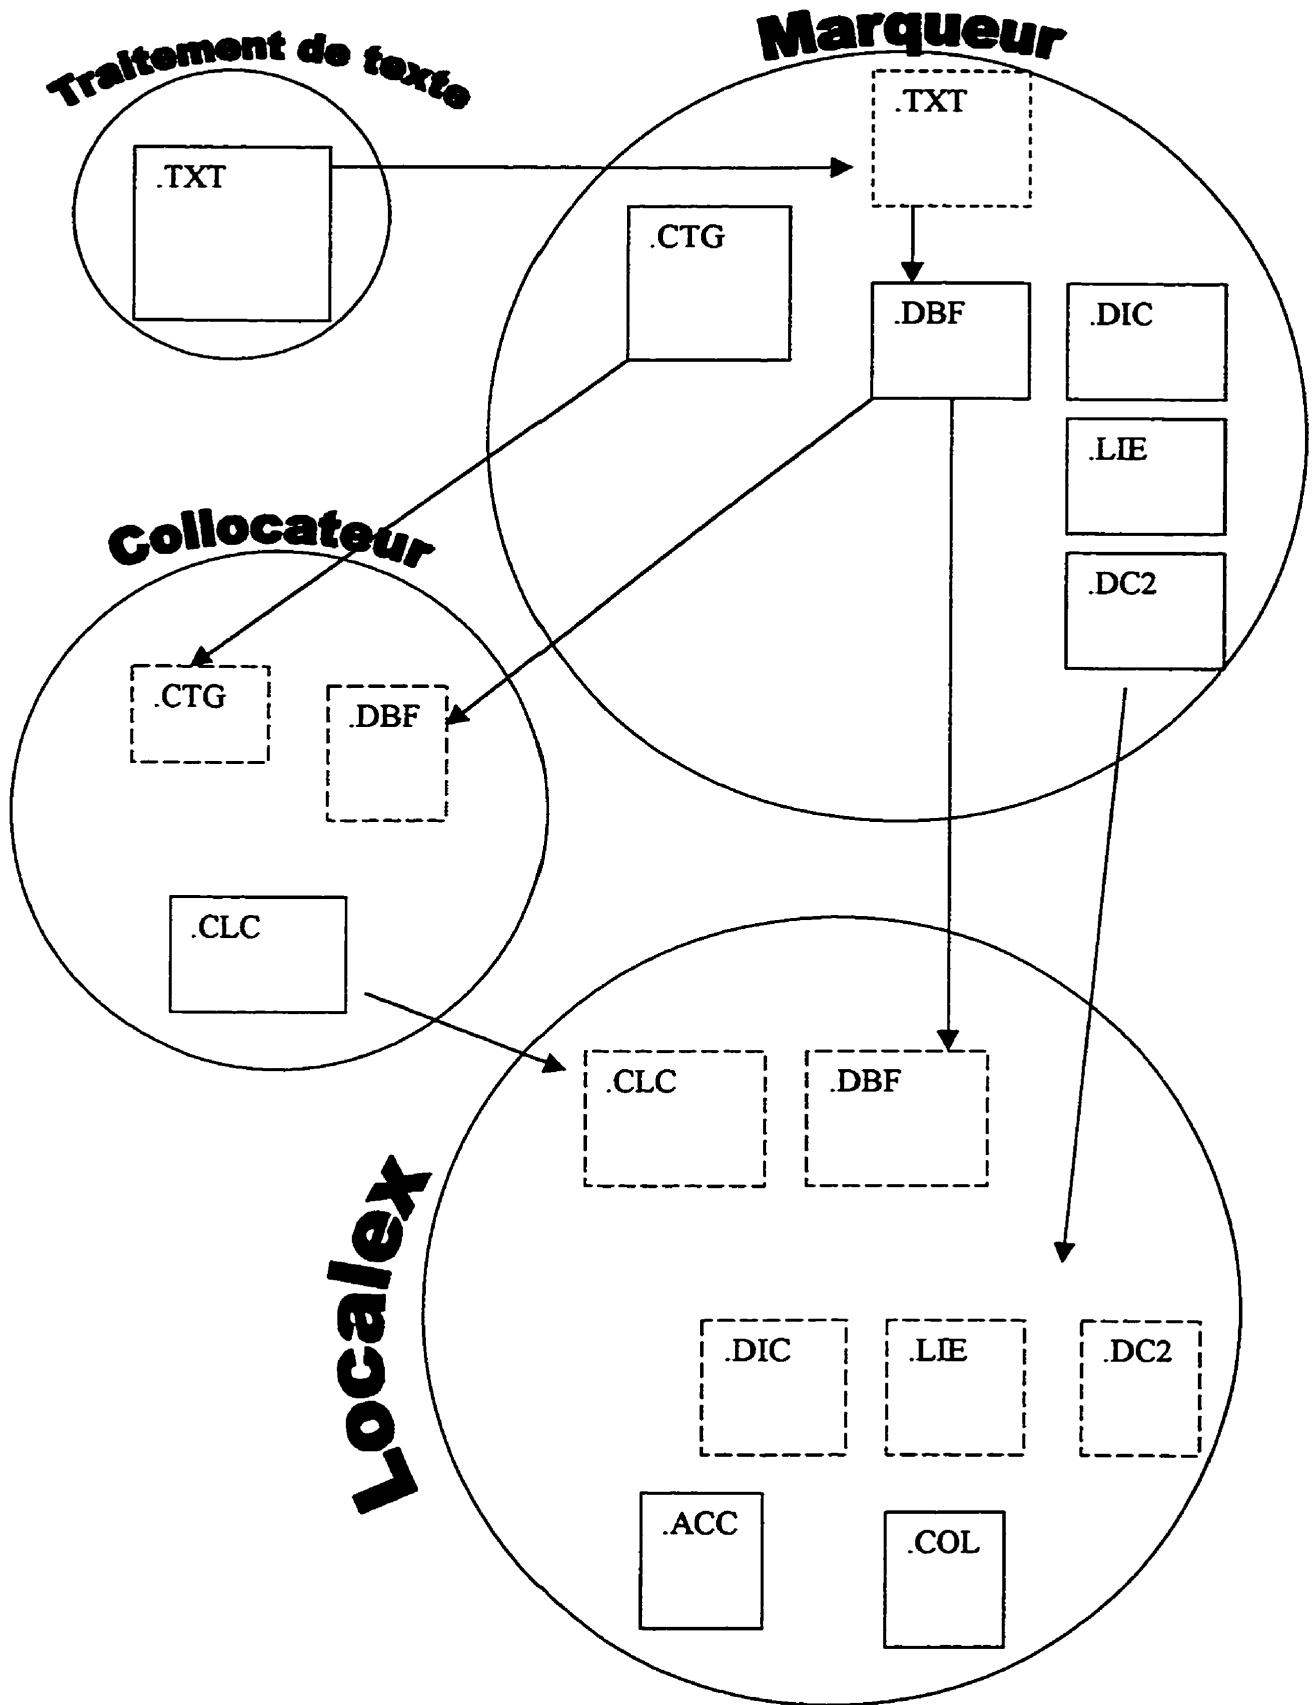 Traitement de texte
.TXT
Marqueur
.TXT
.CTG
.DBF
.DIC
.LIE
.DC2
Collocateur
.CTG
.DBF
.CLC
Localex
.CLC
.DBF
.DIC
.LIE
.DC2
.ACC
.COL